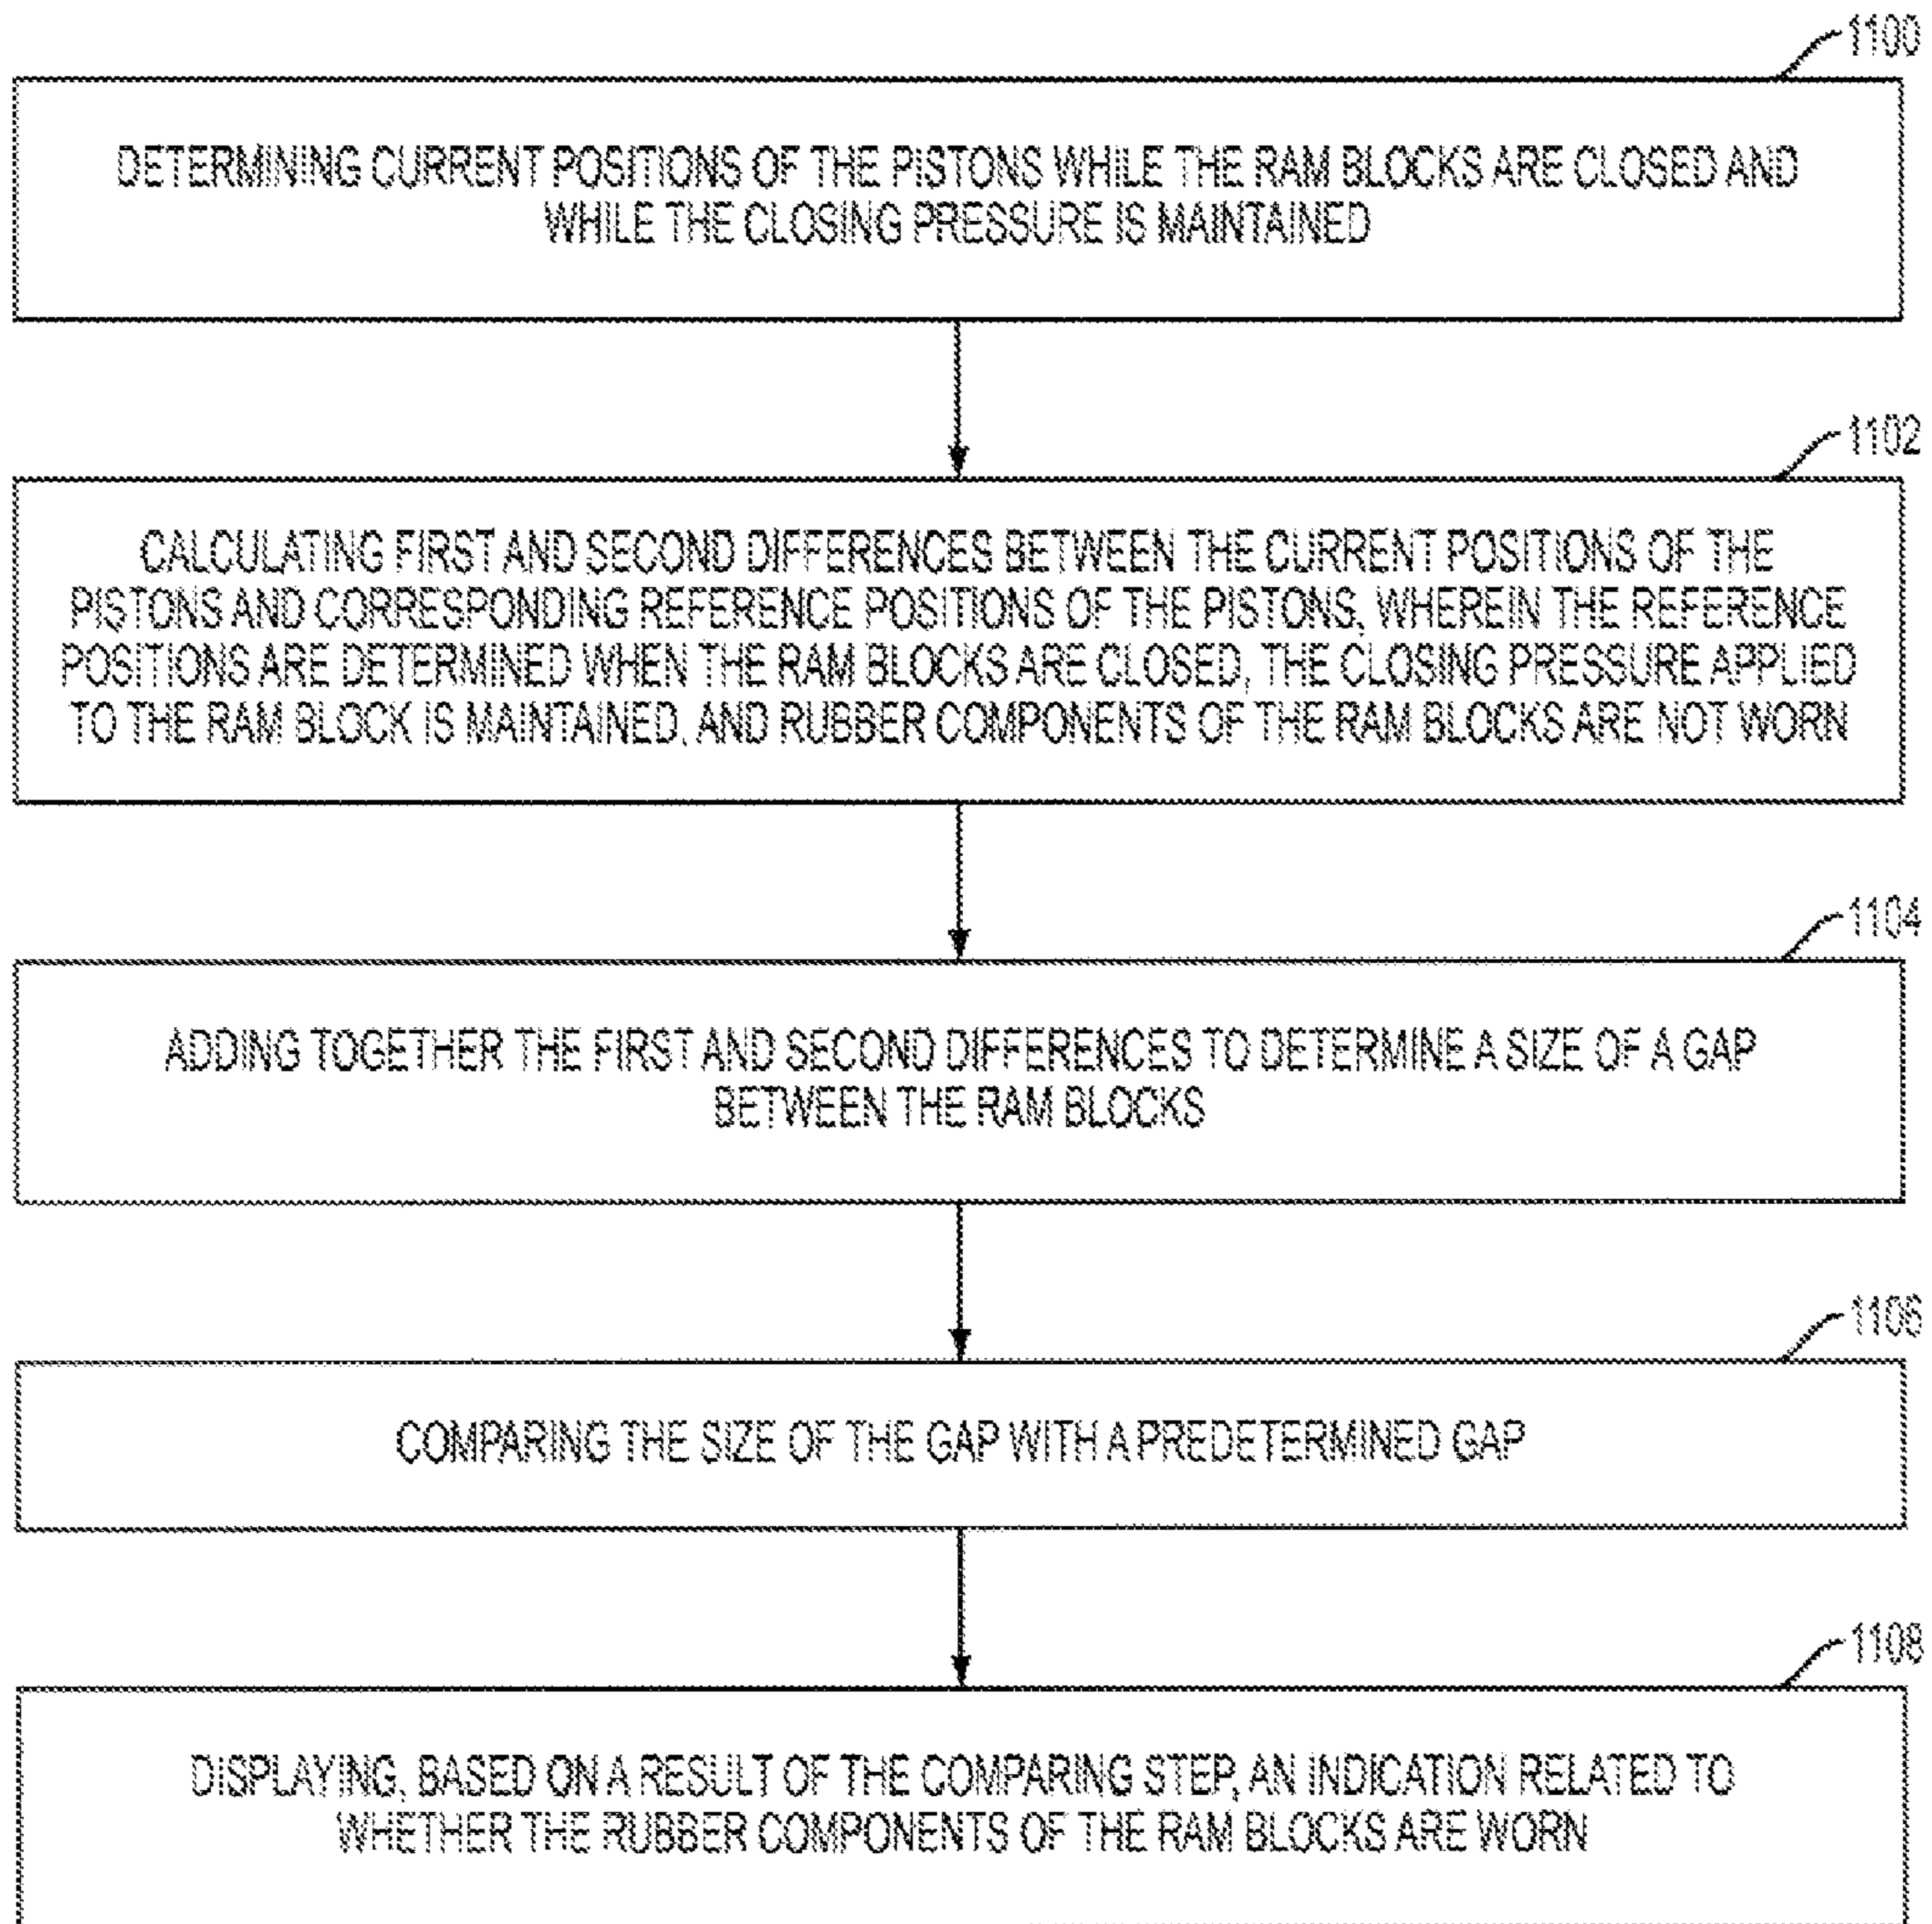 1100
DETERMINING CURRENT POSITIONS OF THE PISTONS WHILE THE RAM BLOCKS ARE CLOSED AND
WHILE THE CLOSING PRESSURE IS MAINTAINED
1102
CALCULATING FIRST AND SECOND DIFFERENCES BETWEEN THE CURRENT POSITIONS OF THE
PISTONS AND CORRESPONDING REFERENCE POSITIONS OF THE PISTONS, WHEREIN THE REFERENCE
POSITIONS ARE DETERMINED WHEN THE RAM BLOCKS ARE CLOSED, THE CLOSING PRESSURE APPLIED
TO THE RAM BLOCK IS MAINTAINED, AND RUBBER COMPONENTS OF THE RAM BLOCKS ARE NOT WORN
1104
ADDING TOGETHER THE FIRST AND SECOND DIFFERENCES TO DETERMINE A SIZE OF A GAP
BETWEEN THE RAM BLOCKS
1106
COMPARING THE SIZE OF THE GAP WITH A PREDETERMINED GAP
1108
DISPLAYING, BASED ON A RESULT OF THE COMPARING STEP, AN INDICATION RELATED TO
WHETHER THE RUBBER COMPONENTS OF THE RAM BLOCKS ARE WORN